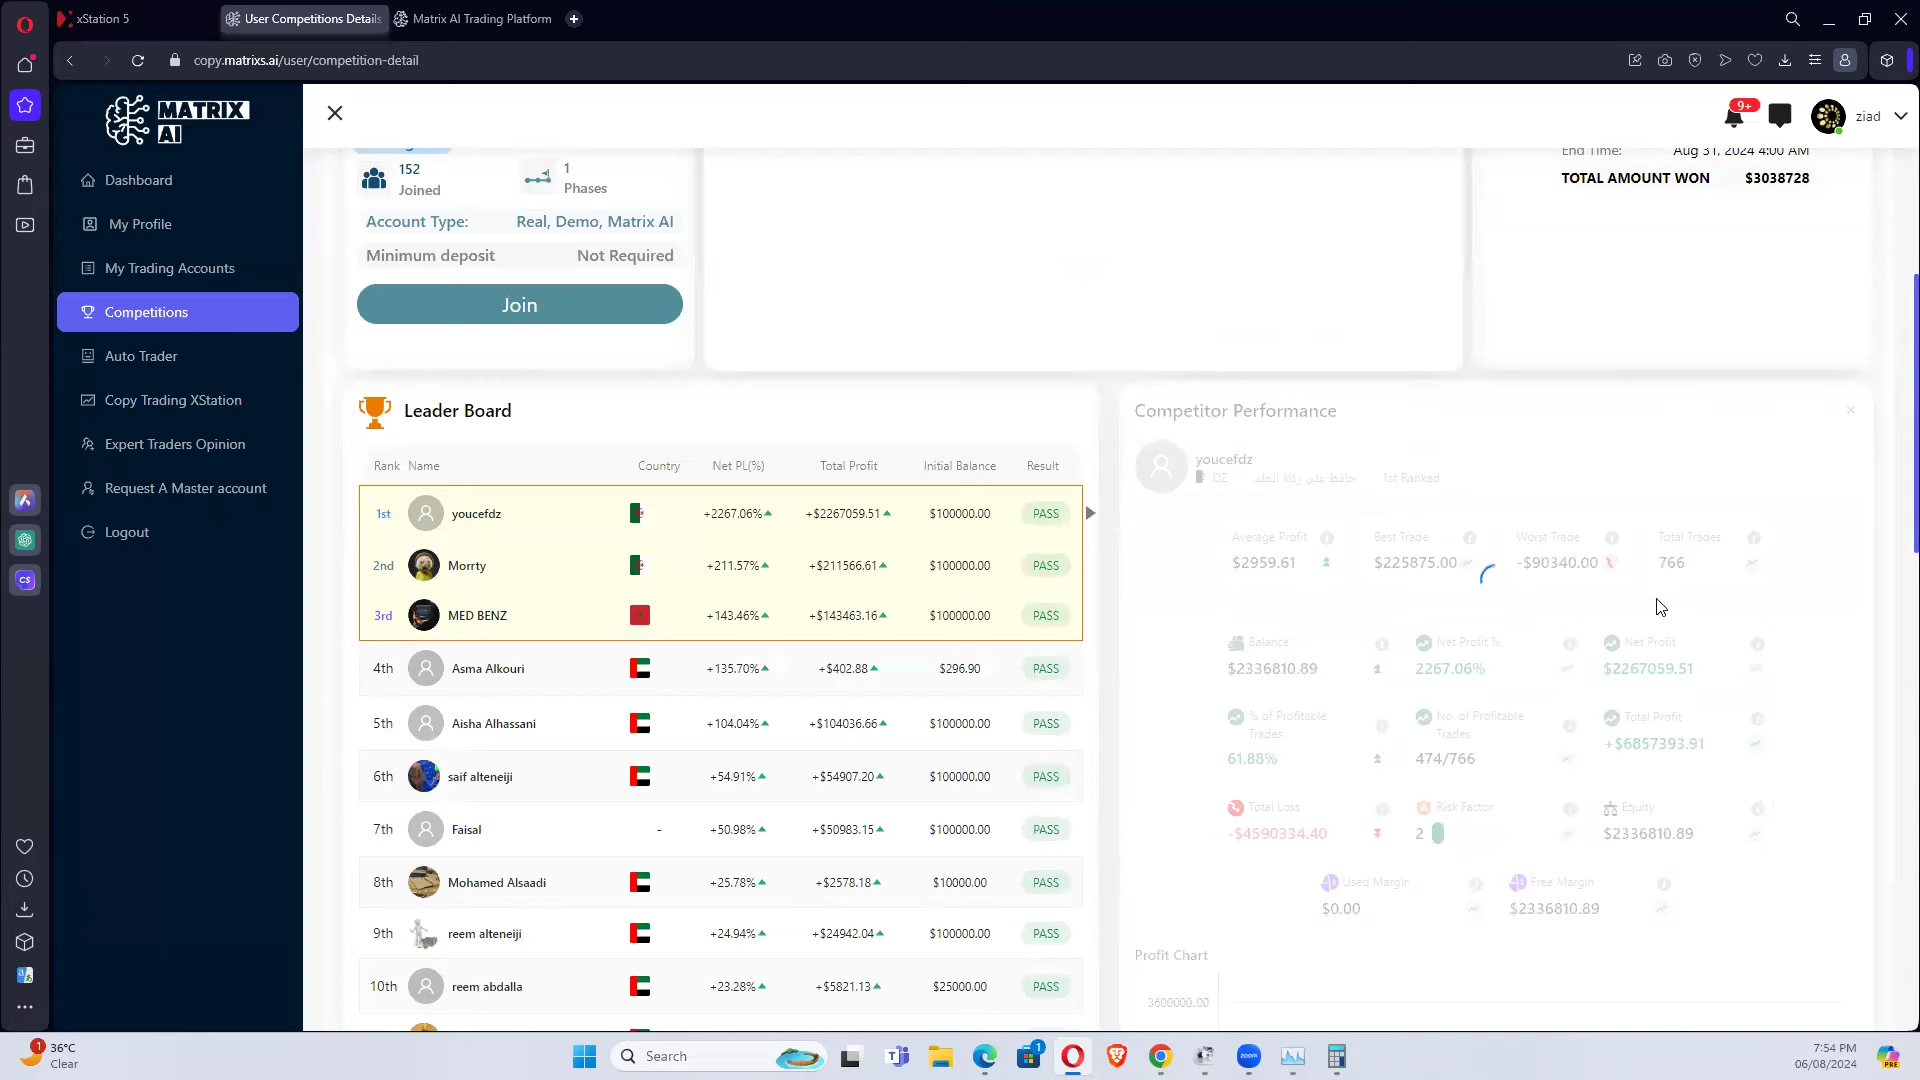 xStation 5
User Competitions Details
Matrix AI Trading Platform
copy.matrixs.ai/user/competition-detail
MATRIX
AI
9+
ziad
Dashboard
My Profile
My Trading Accounts
Competitions
Auto Trader
Copy Trading XStation
Expert Traders Opinion
Request A Master account
Logout
152
Joined
1
Phases
Account Type:
Real, Demo, Matrix AI
Minimum deposit
Not Required
Join
End Time:
Aug 31, 2024 4:00 AM
TOTAL AMOUNT WON
$3038728
Leader Board
Rank Name Country Net PL(%) Total Profit Initial Balance Result
1st youcefdz +2267.06% +$2267059.51 $100000.00 PASS
2nd Morrty +211.57% +$211566.61 $100000.00 PASS
3rd MED BENZ +143.46% +$143463.16 $100000.00 PASS
4th Asma Alkouri +135.70% +$402.88 $296.90 PASS
5th Aisha Alhassani +104.04% +$104036.66 $100000.00 PASS
6th saif alteneiji +54.91% +$54907.20 $100000.00 PASS
7th Faisal - +50.98% +$50983.15 $100000.00 PASS
8th Mohamed Alsaadi +25.78% +$2578.18 $10000.00 PASS
9th reem alteneiji +24.94% +$24942.04 $100000.00 PASS
10th reem abdalla +23.28% +$5821.13 $25000.00 PASS
Competitor Performance
youcefdz
DZ حافظ على زكاة العلم 1st Ranked
Average Profit
$2959.61
Best Trade
$225875.00
Worst Trade
-$90340.00
Total Trades
766
Balance
$2336810.89
Net Profit %
2267.06%
Net Profit
$2267059.51
% of Profitable
Trades
61.88%
No. of Profitable
Trades
474/766
Total Profit
+$6857393.91
Total Loss
-$4590334.40
Risk Factor
2
Equity
$2336810.89
Used Margin
$0.00
Free Margin
$2336810.89
Profit Chart
3600000.00
CS
1
36°C
Clear
Search
1
zoom
7:54 PM
06/08/2024
PRE